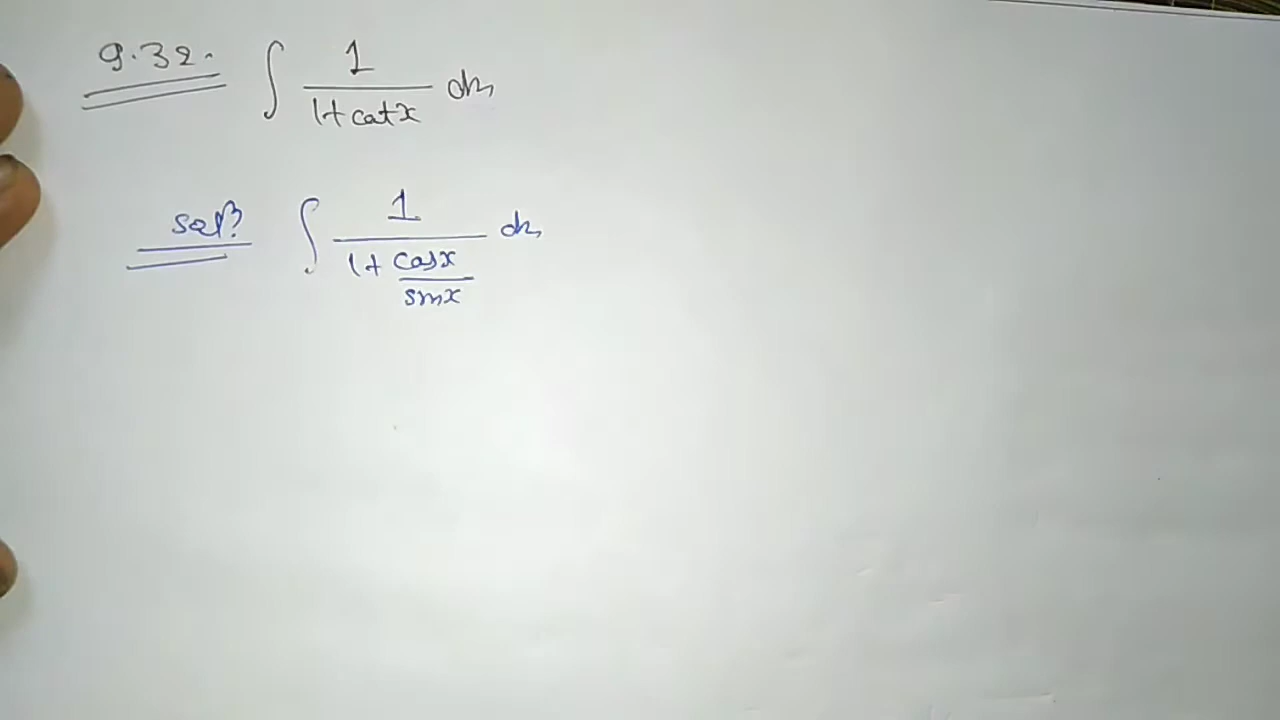 9.32. ∫ 1/(1+cotx) dx
Sol? ∫ 1/(1+ cosx/sinx) dx